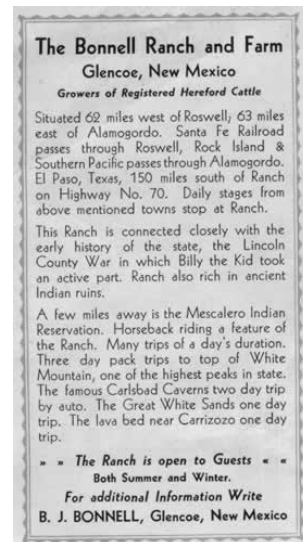 The Bonnell Ranch and Farm
Glencoe, New Mexico
Growers of Registered Hereford Cattle
Situated 62 miles west of Roswell; 63 miles
east of Alamogordo. Santa Fe Railroad
passes through Roswell, Rock Island &
Southern Pacific passes through Alamogordo.
El Paso, Texas, 150 miles south of Ranch
on Highway No. 70. Daily stages from
above mentioned towns stop at Ranch.
This Ranch is connected closely with the
early history of the state, the Lincoln
County War in which Billy the Kid took
an active part. Ranch also rich in ancient
Indian ruins.
A few miles away is the Mescalero Indian
Reservation. Horseback riding a feature of
the Ranch. Many trips of a day's duration.
Three day pack trips to top of White
Mountain, one of the highest peaks in state.
The famous Carlsbad Caverns two day trip
by auto. The Great White Sands one day
trip. The lava bed near Carrizozo one day
trip.
» » The Ranch is open to Guests « «
Both Summer and Winter.
For additional Information Write
B. J. BONNELL, Glencoe, New Mexico